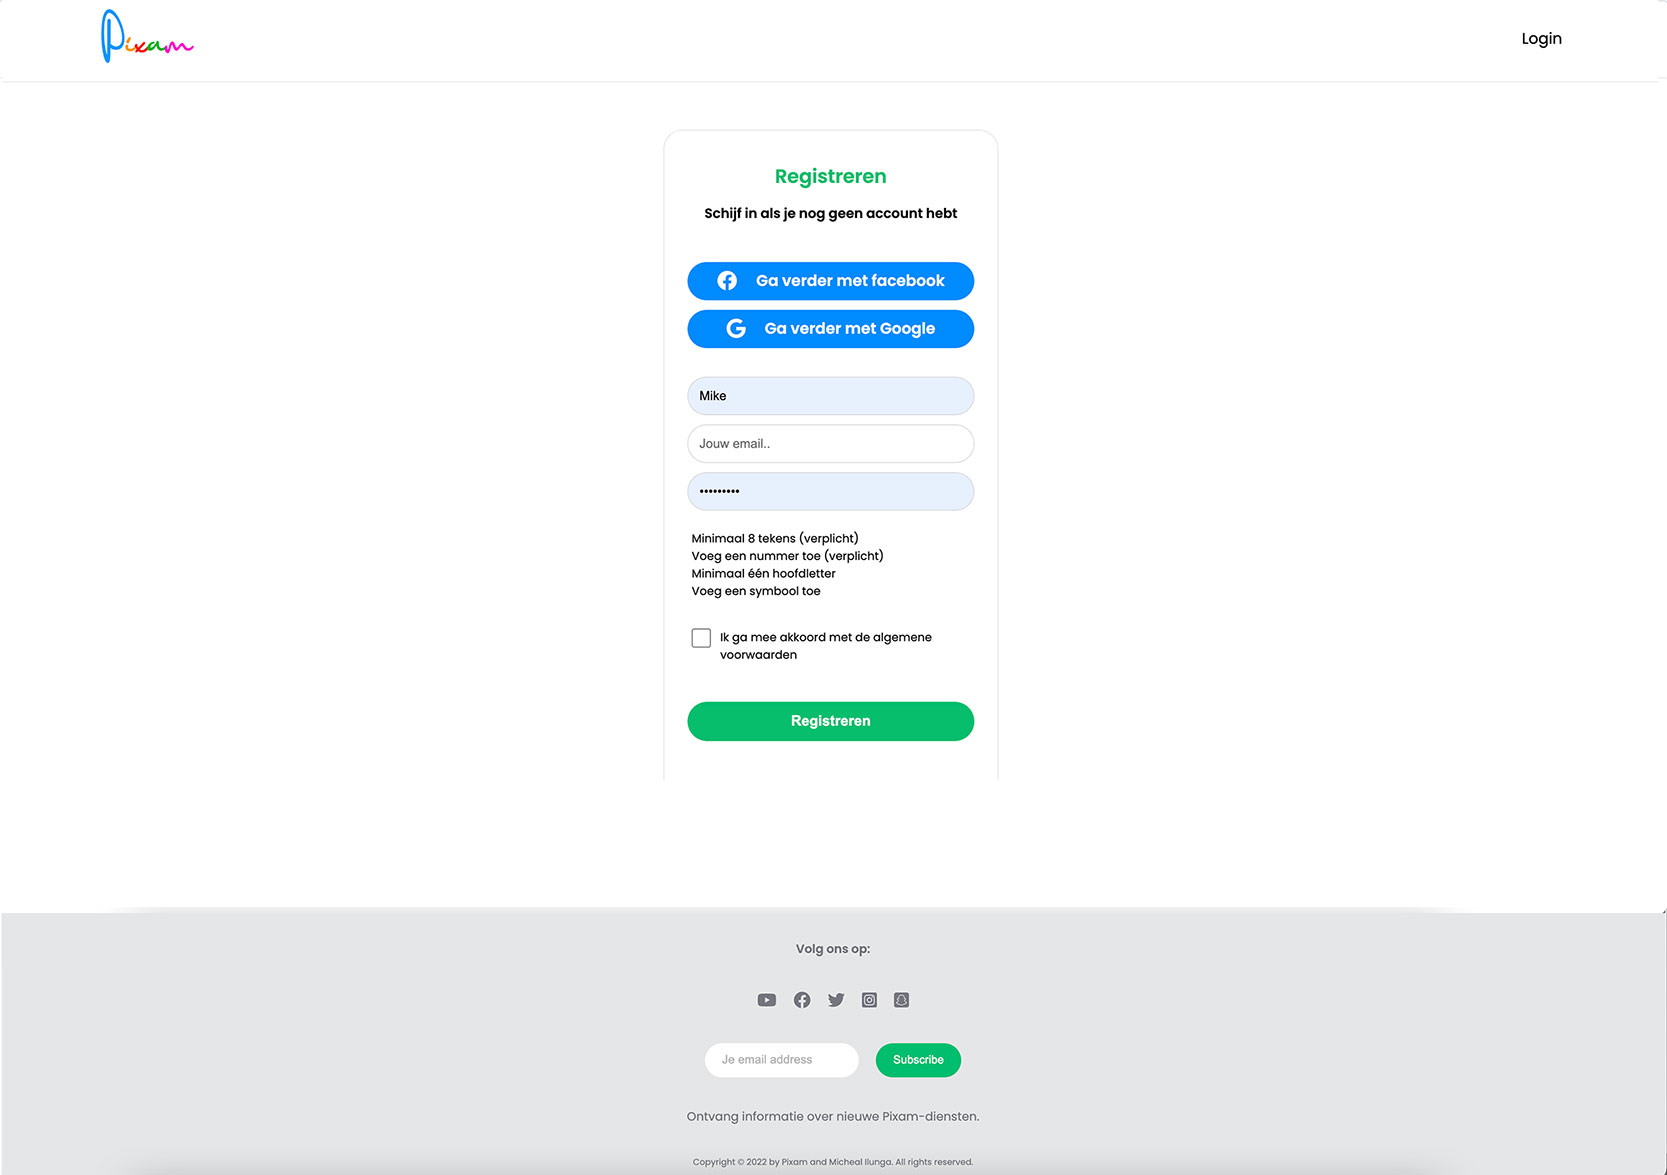 Pixam
Login
Registreren
Schijf in als je nog geen account hebt
Ga verder met facebook
Ga verder met Google
Mike
Jouw email..
•••••••••
Minimaal 8 tekens (verplicht)
Voeg een nummer toe (verplicht)
Minimaal één hoofdletter
Voeg een symbool toe
Ik ga mee akkoord met de algemene
voorwaarden
Registreren
Volg ons op:
Je email address
Subscribe
Ontvang informatie over nieuwe Pixam-diensten.
Copyright © 2022 by Pixam and Micheal Ilunga. All rights reserved.